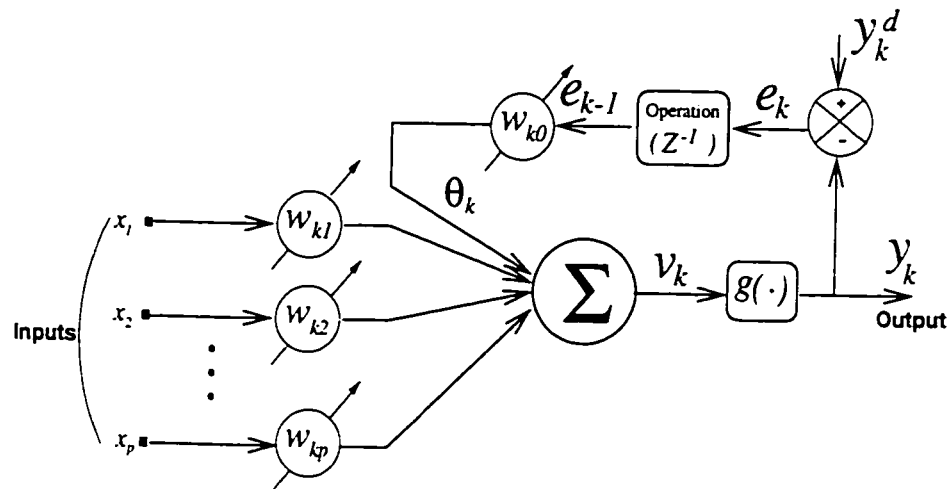 y_k^d
e_{k-1}
Operation
(Z^{-1})
e_k
+
-
w_{k0}
θ_k
x_1
w_{k1}
Σ
v_k
g(·)
y_k
Output
Inputs
x_2
w_{k2}
x_p
w_{kp}